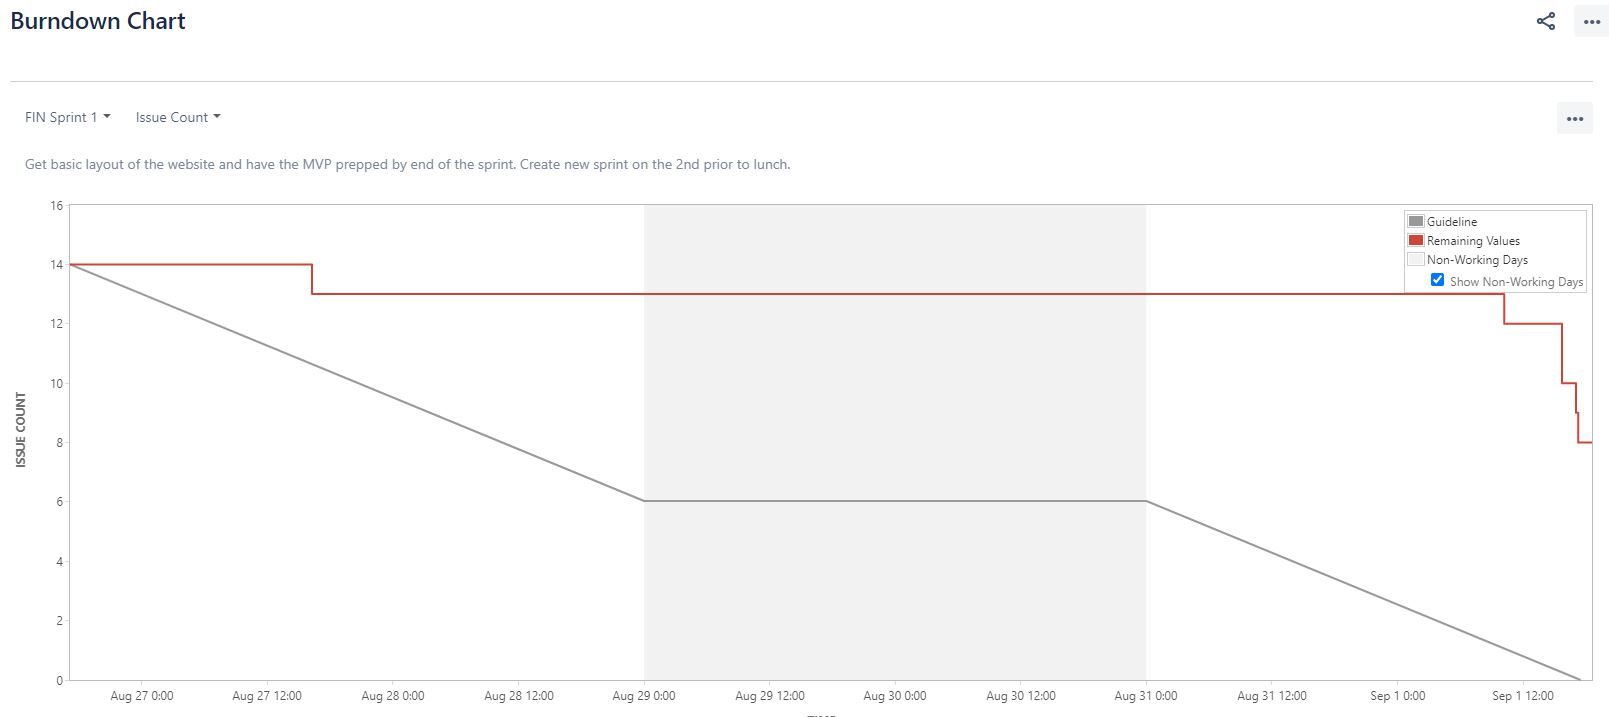 Burndown Chart
FIN Sprint 1
Issue Count
Get basic layout of the website and have the MVP prepped by end of the sprint. Create new sprint on the 2nd prior to lunch.
Guideline
Remaining Values
Non-Working Days
Show Non-Working Days
ISSUE COUNT
16
14
12
10
8
6
4
2
0
Aug 27 0:00
Aug 27 12:00
Aug 28 0:00
Aug 28 12:00
Aug 29 0:00
Aug 29 12:00
Aug 30 0:00
Aug 30 12:00
Aug 31 0:00
Aug 31 12:00
Sep 1 0:00
Sep 1 12:00